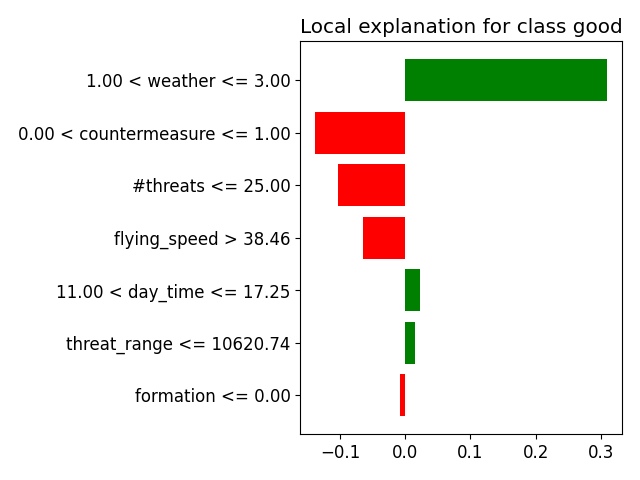 Local explanation for class good
1.00 < weather <= 3.00
0.00 < countermeasure <= 1.00
#threats <= 25.00
flying_speed > 38.46
11.00 < day_time <= 17.25
threat_range <= 10620.74
formation <= 0.00
−0.1 0.0 0.1 0.2 0.3